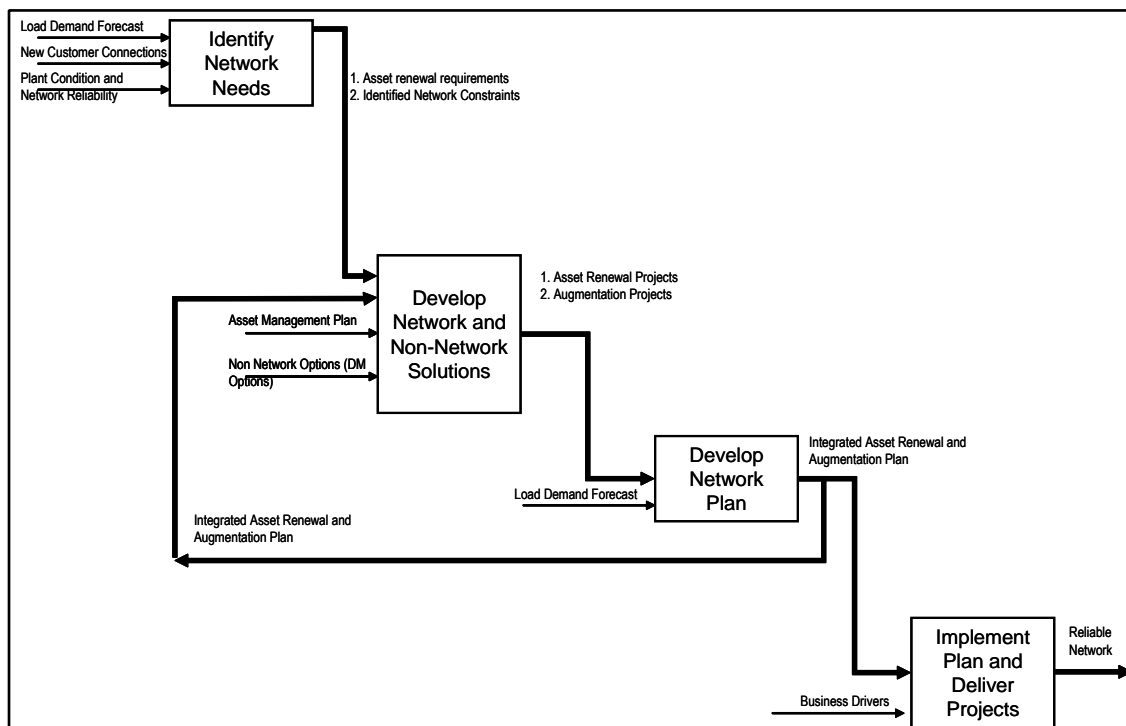 Load Demand Forecast
New Customer Connections
Plant Condition and
Network Reliability
Identify
Network
Needs
1. Asset renewal requirements
2. Identified Network Constraints
Develop
Network and
Non-Network
Solutions
1. Asset Renewal Projects
2. Augmentation Projects
Asset Management Plan
Non Network Options (DM
Options)
Develop
Network
Plan
Integrated Asset Renewal and
Augmentation Plan
Load Demand Forecast
Integrated Asset Renewal and
Augmentation Plan
Implement
Plan and
Deliver
Projects
Reliable
Network
Business Drivers